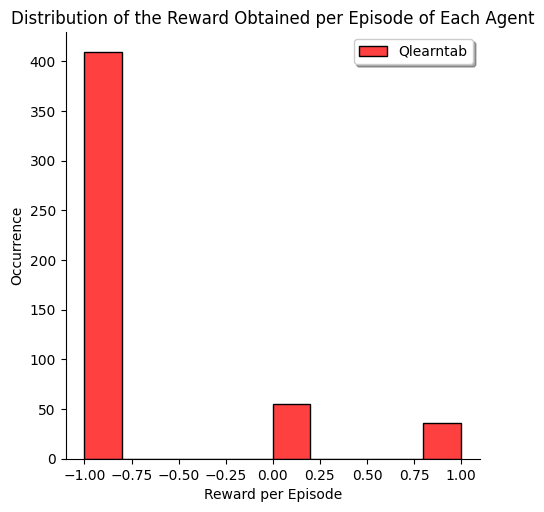 Distribution of the Reward Obtained per Episode of Each Agent
Qlearntab
400
350
300
250
200
150
100
50
0
Occurrence
−1.00 −0.75 −0.50 −0.25 0.00 0.25 0.50 0.75 1.00
Reward per Episode